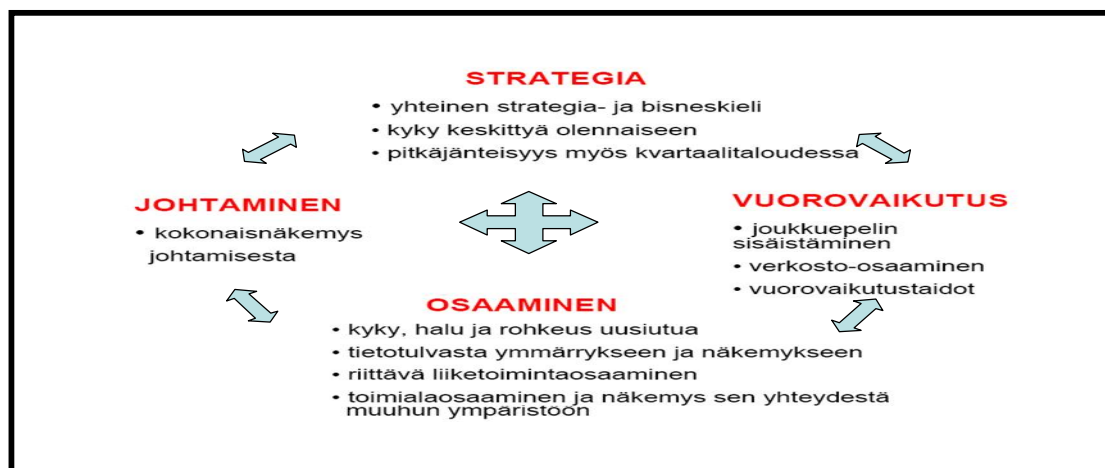 STRATEGIA
• yhteinen strategia- ja bisneskieli
• kyky keskittyä olennaiseen
• pitkäjänteisyys myös kvartaalitaloudessa
JOHTAMINEN
• kokonaisnäkemys
johtamisesta
VUOROVAIKUTUS
• joukkuepelin
sisäistäminen
• verkosto-osaaminen
• vuorovaikutustaidot
OSAAMINEN
• kyky, halu ja rohkeus uusiutua
• tietotulvasta ymmärrykseen ja näkemykseen
• riittävä liiketoimintaosaaminen
• toimialaosaaminen ja näkemys sen yhteydestä
muuhun ympäristöön